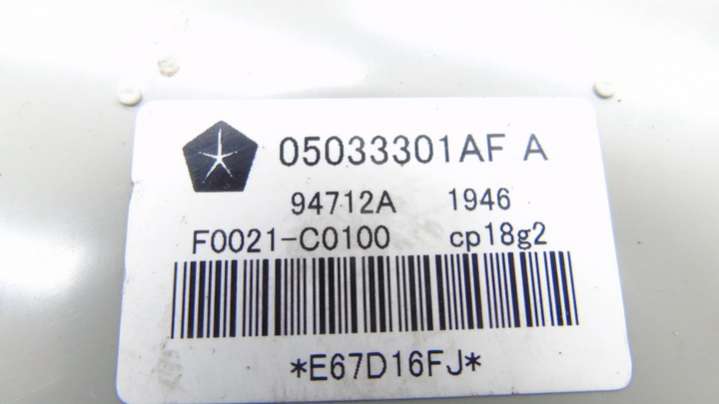 05033301AF A
94712A 1946
F0021-C0100 cp18g2
*E67D16FJ*